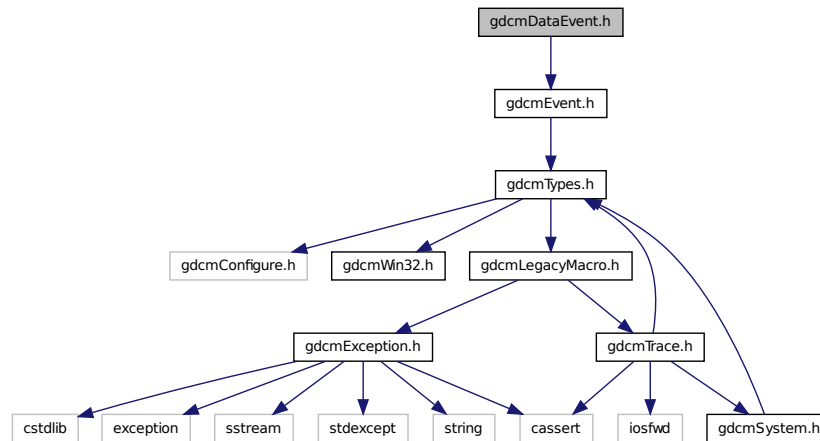 gdcmDataEvent.h
gdcmEvent.h
gdcmTypes.h
gdcmConfigure.h
gdcmWin32.h
gdcmLegacyMacro.h
gdcmException.h
gdcmTrace.h
cstdlib
exception
sstream
stdexcept
string
cassert
iosfwd
gdcmSystem.h